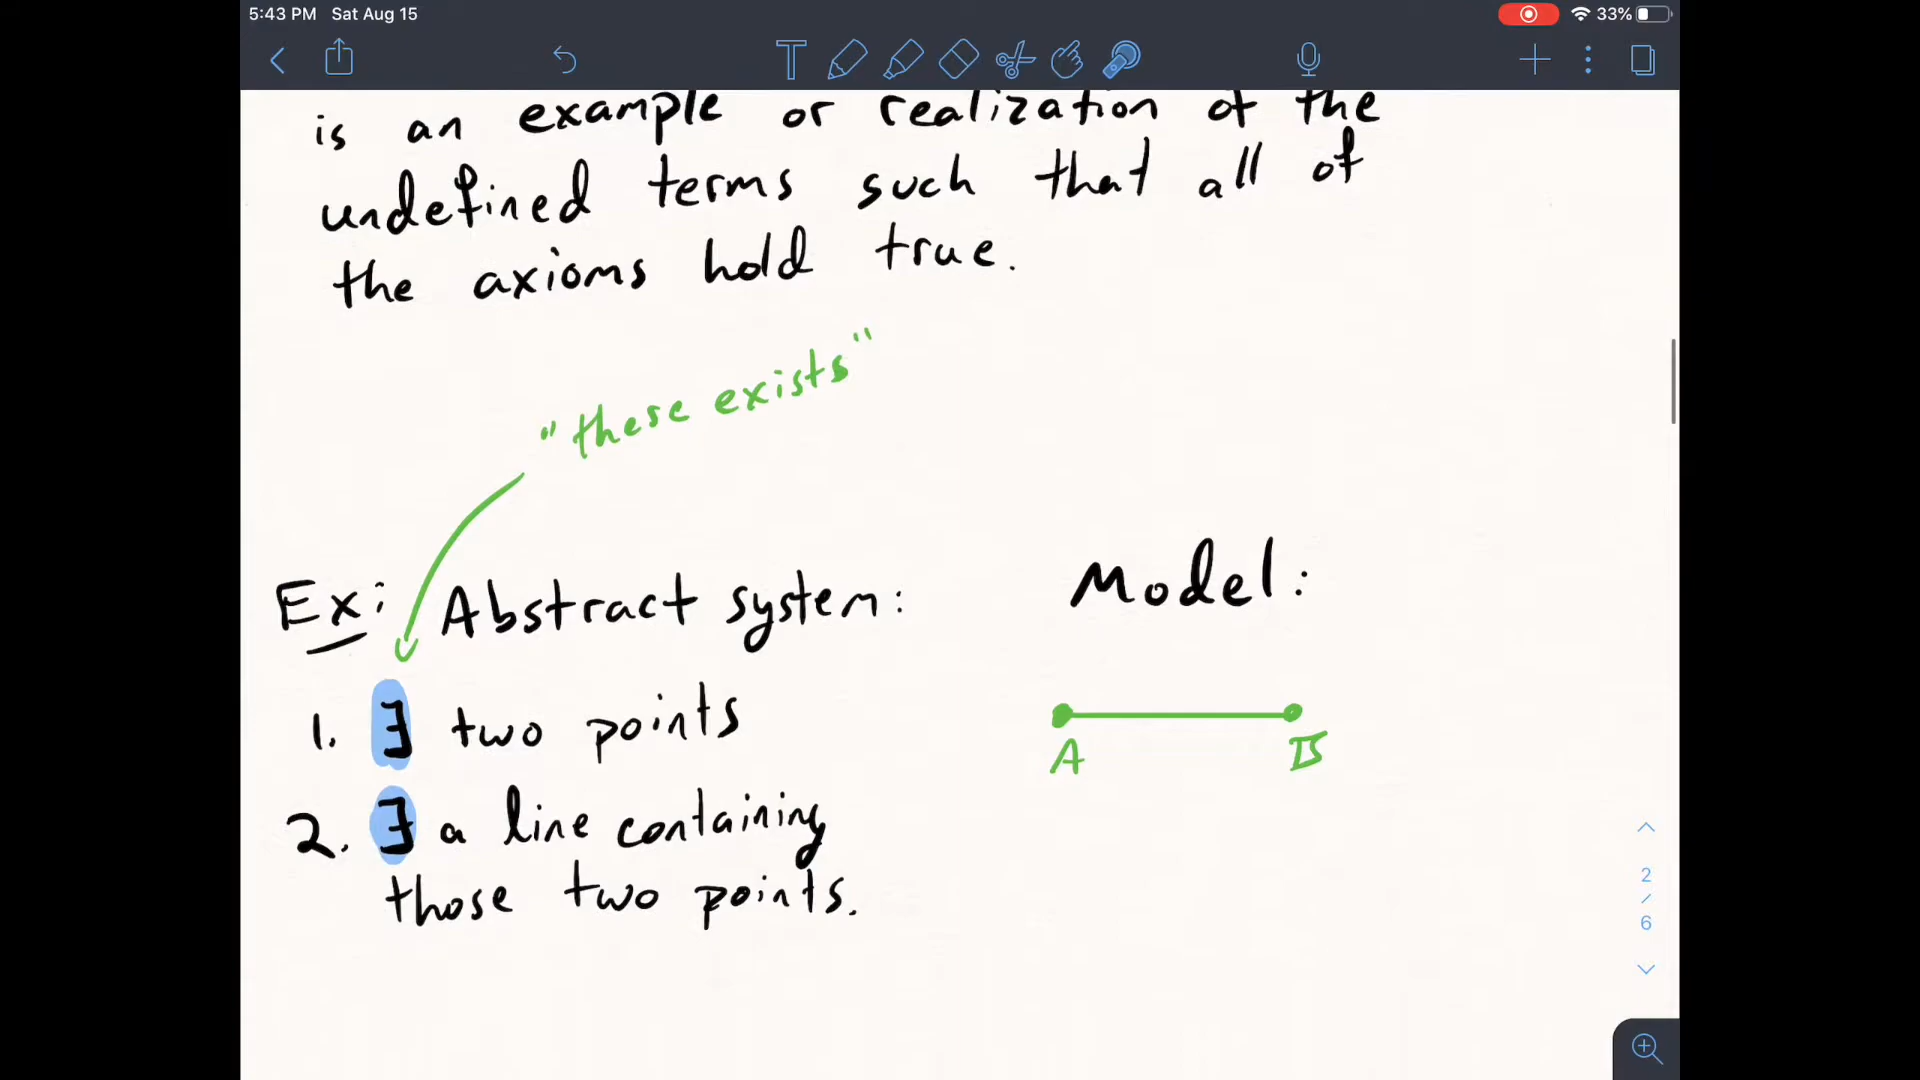 5:43 PM Sat Aug 15
33%
is an example or realization of the
undefined terms such that all of
the axioms hold true.
"these exists"
Ex: Abstract system:
Model:
1. ∃ two points
A B
2. ∃ a line containing
those two points.
2
/
6